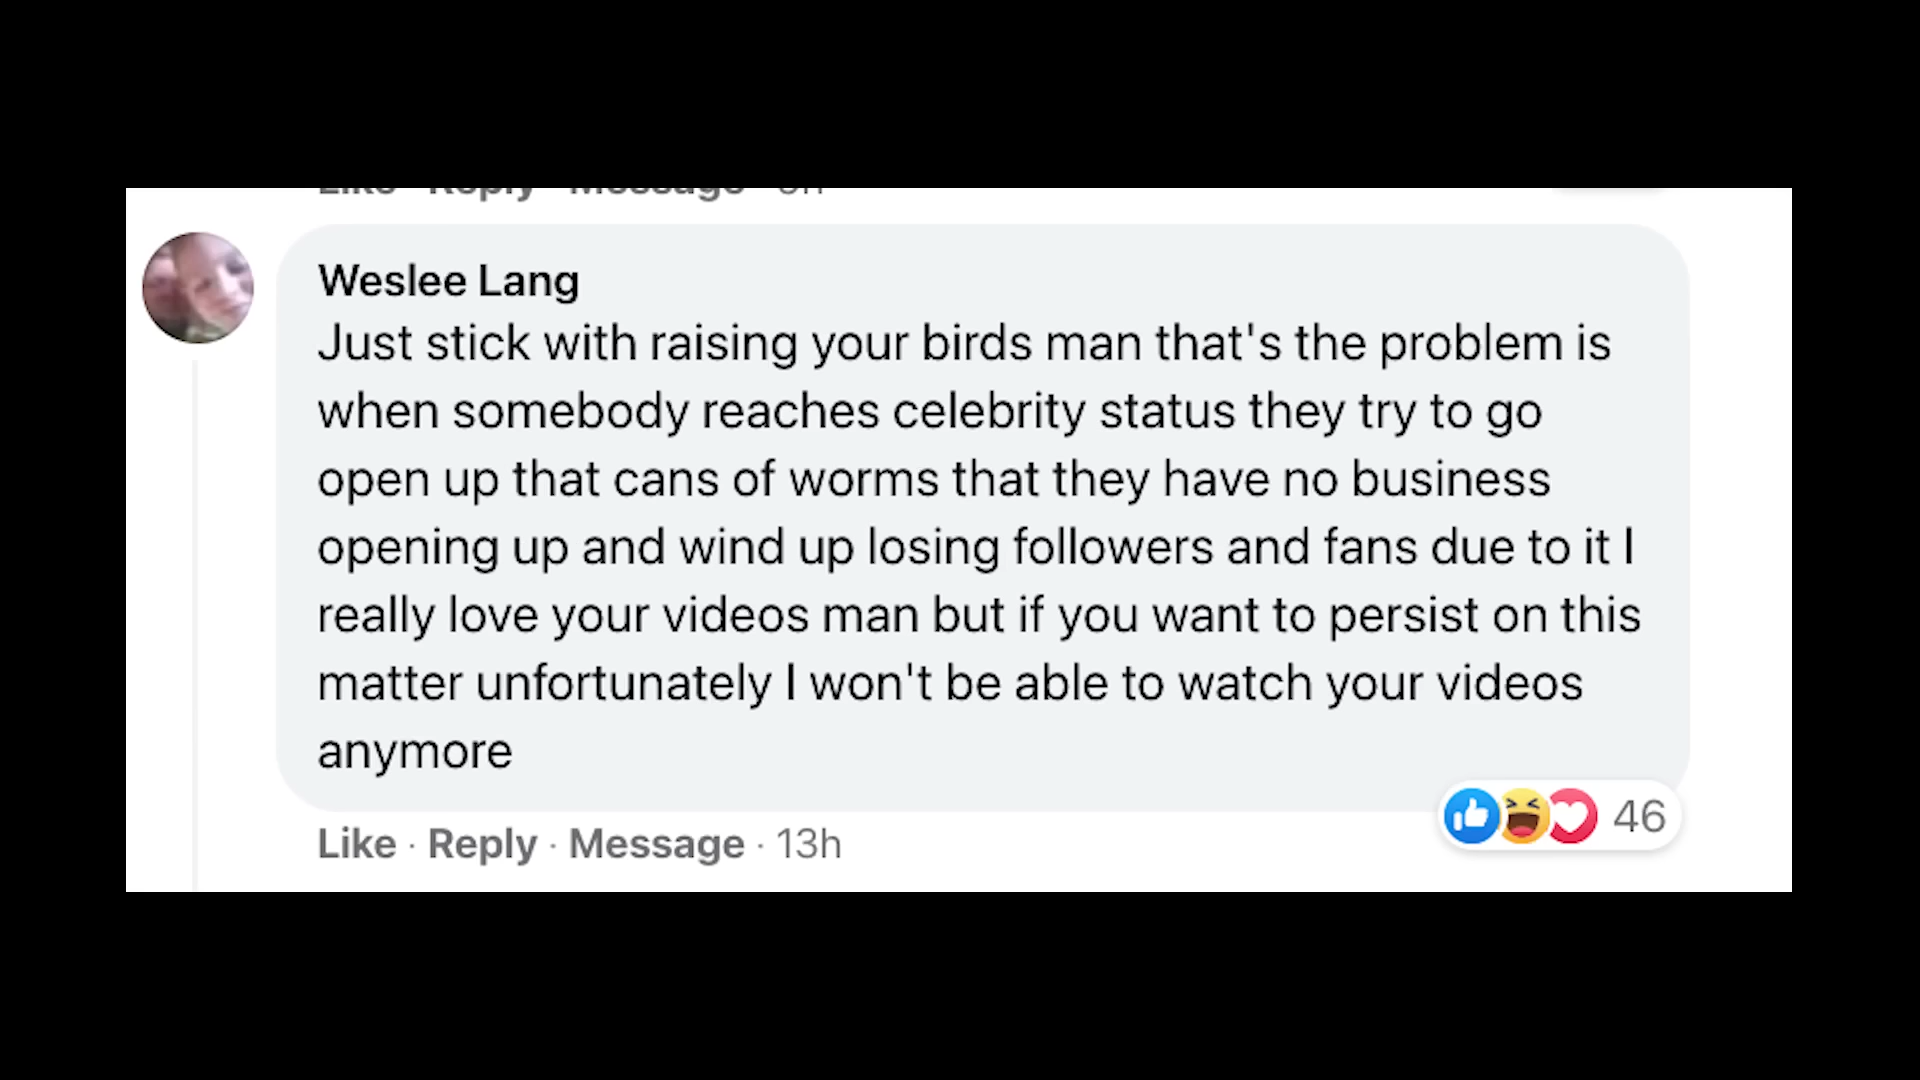 Like Reply Message
Weslee Lang
Just stick with raising your birds man that's the problem is
when somebody reaches celebrity status they try to go
open up that cans of worms that they have no business
opening up and wind up losing followers and fans due to it I
really love your videos man but if you want to persist on this
matter unfortunately I won't be able to watch your videos
anymore
46
Like · Reply · Message · 13h